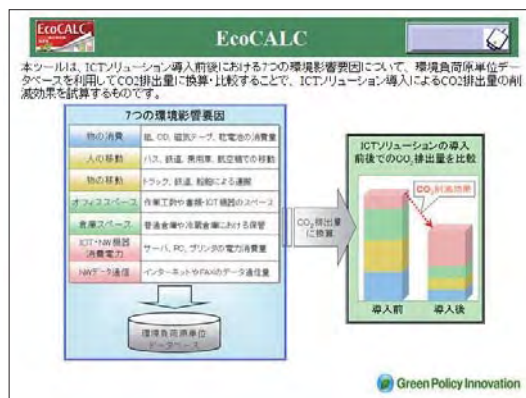 EcoCALC
EcoCALC
本ツールは、ICTソリューション導入前後における7つの環境影響要因について、環境負荷原単位デ
ータベースを利用してCO2排出量に換算・比較することで、ICTソリューション導入によるCO2排出量の削
減効果を試算するものです。
7つの環境影響要因
物の消費 紙、CD、磁気テープ、乾電池の消費量
人の移動 バス、鉄道、乗用車、航空機での移動
物の移動 トラック、鉄道、船舶による運搬
オフィススペース 作業工数や書類・ICT機器のスペース
倉庫スペース 普通倉庫や冷蔵倉庫における保管
ICT・NW機器
消費電力 サーバ、PC、プリンタの電力消費量
NWデータ通信 インターネットやFAXのデータ通信量
環境負荷原単位
データベース
CO2排出量
に換算
ICTソリューションの導入
前後でのCO2排出量を比較
CO2削減効果
導入前 導入後
Green Policy Innovation